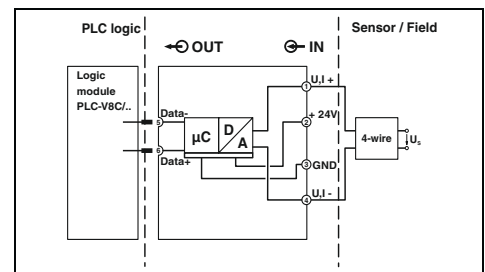 PLC logic
OUT
IN
Sensor / Field
Logic
module
PLC-V8C/..
Data-
5
6
Data+
µC
D
A
1
U,I +
2
+ 24V
3
GND
4
U,I -
4-wire
Us